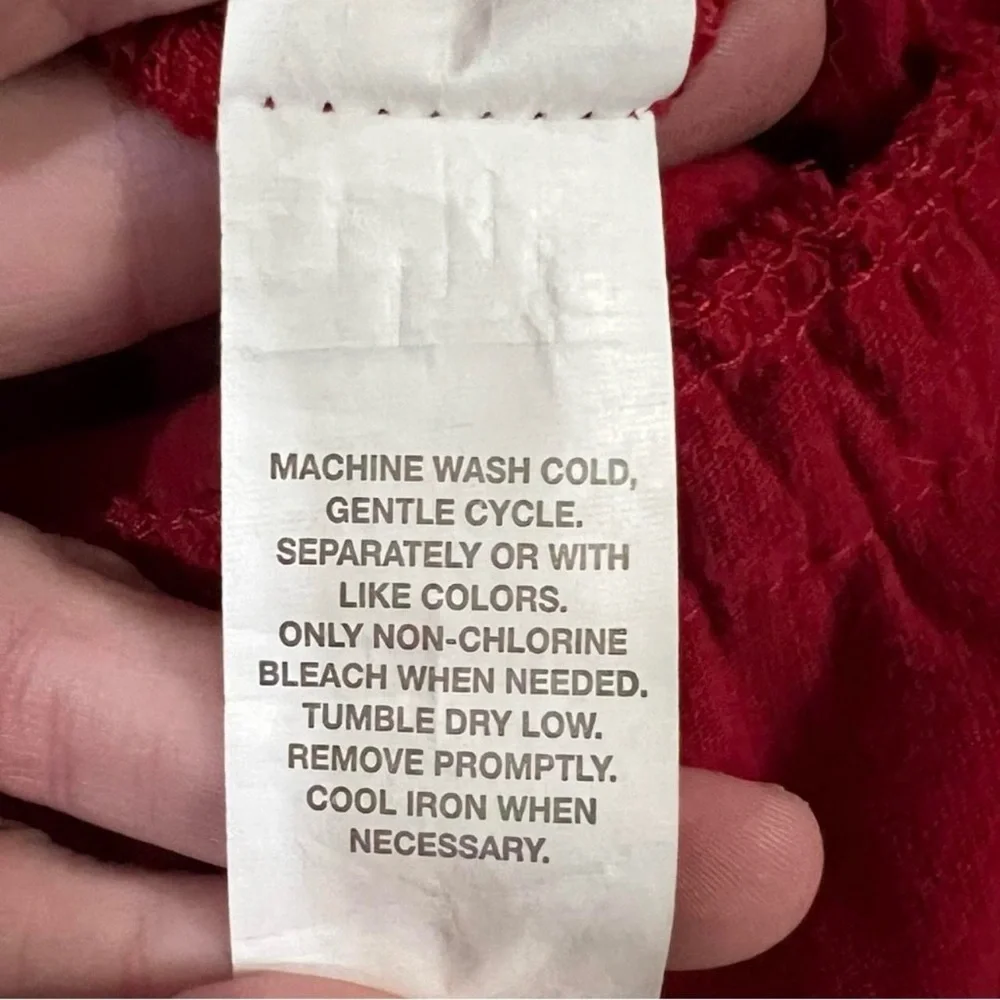 MACHINE WASH COLD,
GENTLE CYCLE.
SEPARATELY OR WITH
LIKE COLORS.
ONLY NON-CHLORINE
BLEACH WHEN NEEDED.
TUMBLE DRY LOW.
REMOVE PROMPTLY.
COOL IRON WHEN
NECESSARY.